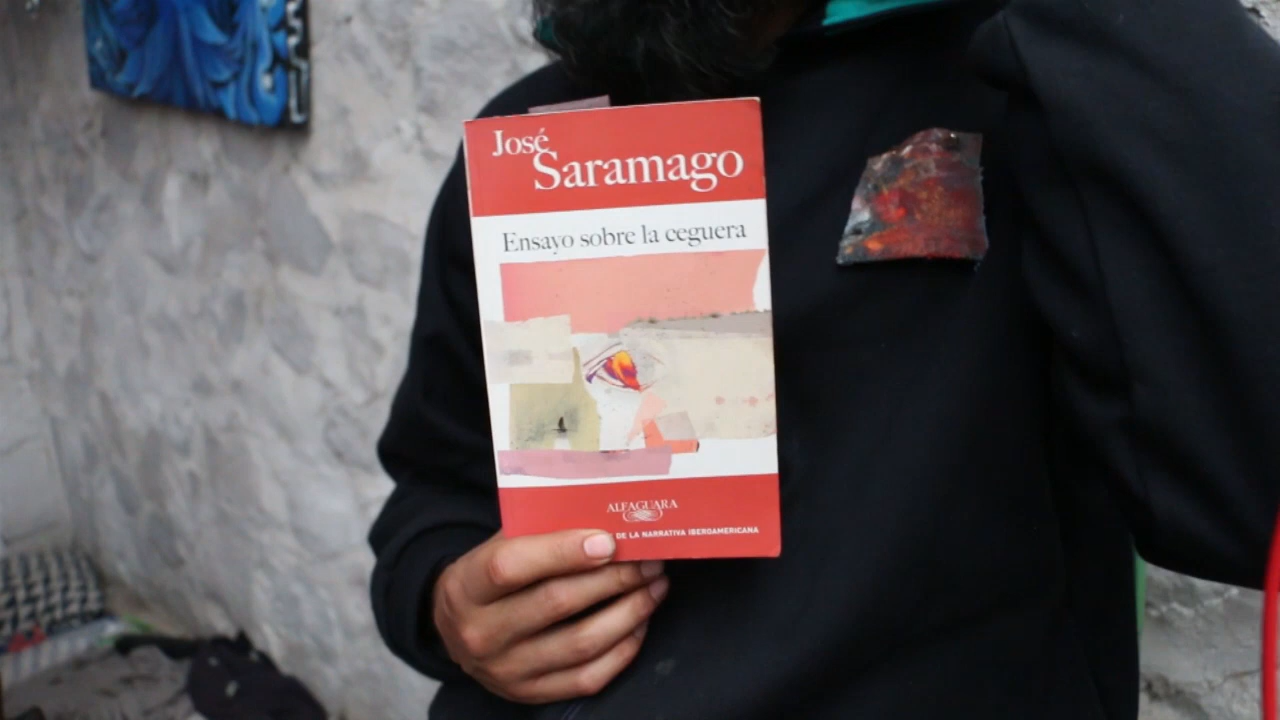 José
Saramago
Ensayo sobre la ceguera
ALFAGUARA
DE LA NARRATIVA IBEROAMERICANA